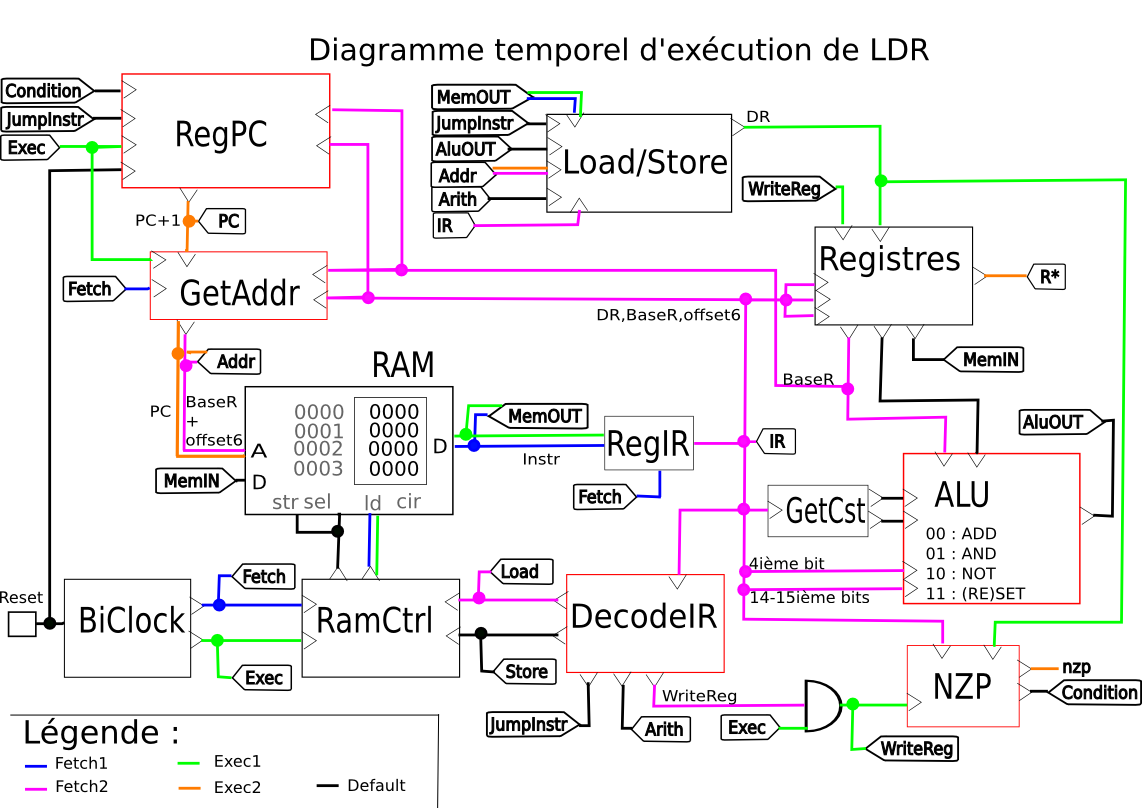 Diagramme temporel d'exécution de LDR
Condition
JumpInstr
Exec
RegPC
PC+1
PC
Fetch
GetAddr
Addr
PC
BaseR
+
offset6
MemOUT
JumpInstr
AluOUT
Addr
Arith
IR
Load/Store
DR
WriteReg
Registres
R*
DR,BaseR,offset6
MemIN
BaseR
RAM
0000 0000
0001 0000
0002 0000
0003 0000
A
D
D
str sel ld cir
MemIN
MemOUT
Instr
RegIR
Fetch
IR
AluOUT
GetCst
ALU
00 : ADD
01 : AND
10 : NOT
11 : (RE)SET
4ième bit
14-15ième bits
Reset
BiClock
Fetch
Exec
RamCtrl
Load
Store
DecodeIR
JumpInstr
Arith
WriteReg
Exec
WriteReg
NZP
nzp
Condition
Légende :
Fetch1
Fetch2
Exec1
Exec2
Default